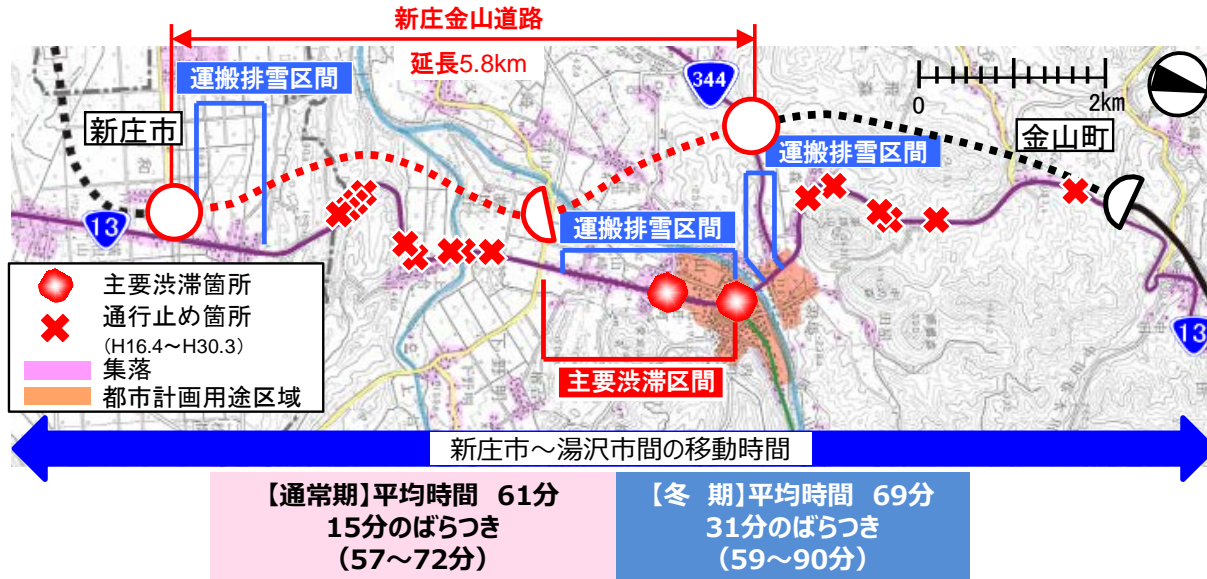 新庄金山道路
延長5.8km
運搬排雪区間
344
0
2km
新庄市
金山町
運搬排雪区間
運搬排雪区間
13
主要渋滞箇所
通行止め箇所
(H16.4～H30.3)
集落
都市計画用途区域
主要渋滞区間
13
新庄市～湯沢市間の移動時間
【通常期】平均時間 61分
15分のばらつき
（57～72分）
【冬 期】平均時間 69分
31分のばらつき
（59～90分）